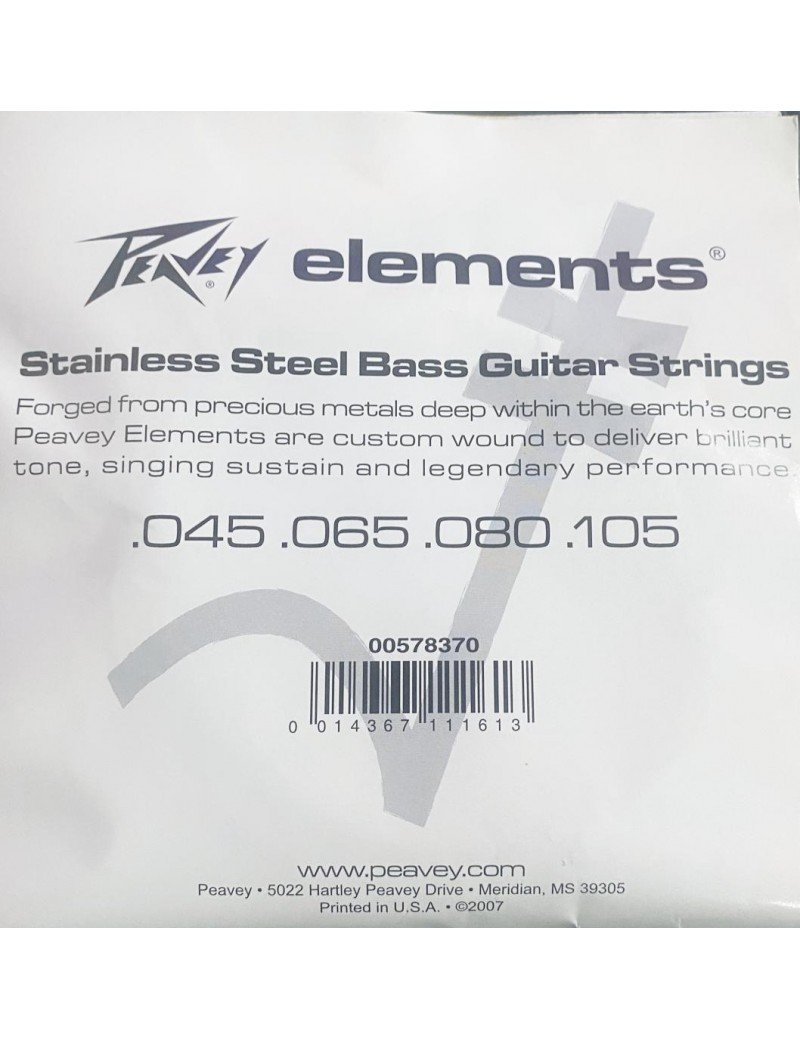 PEAVEY® elements®
Stainless Steel Bass Guitar Strings
Forged from precious metals deep within the earth's core
Peavey Elements are custom wound to deliver brilliant
tone, singing sustain and legendary performance.
.045 .065 .080 .105
00578370
0 014367 111613
www.peavey.com
Peavey • 5022 Hartley Peavey Drive • Meridian, MS 39305
Printed in U.S.A. • ©2007